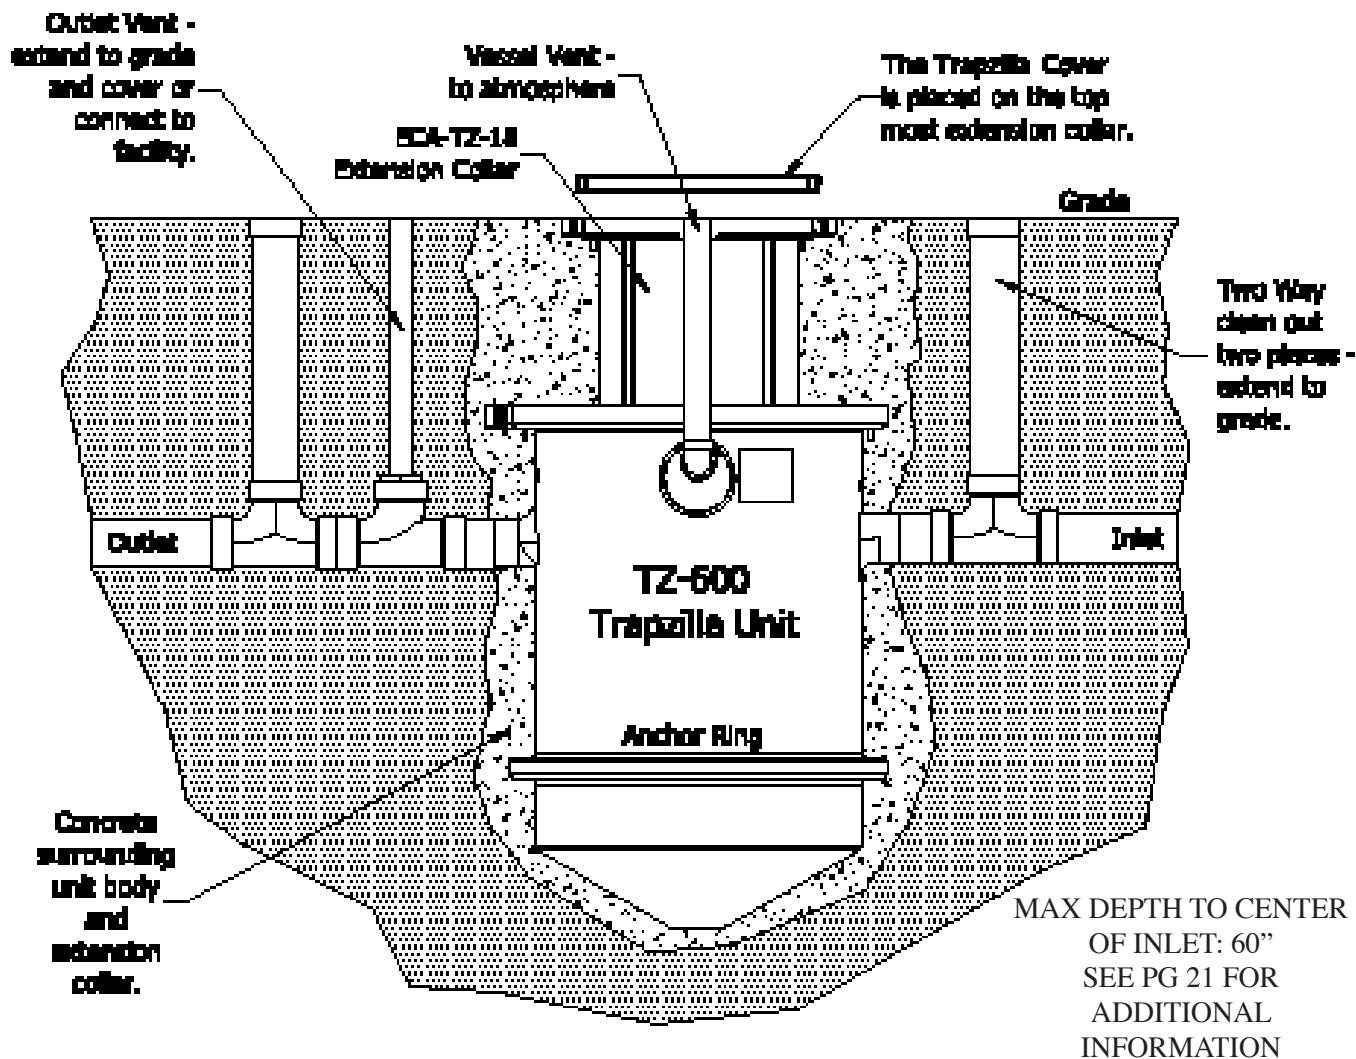 Outlet Vent -
extend to grade
and cover or
connect to
facility.
Vessel Vent -
to atmosphere
ECA-TZ-18
Extension Collar
The Trapzilla Cover
is placed on the top
most extension collar.
Grade
Two Way
clean out
two places -
extend to
grade.
Outlet
Inlet
TZ-600
Trapzilla Unit
Anchor Ring
Concrete
surrounding
unit body
and
extension
collar.
MAX DEPTH TO CENTER
OF INLET: 60”
SEE PG 21 FOR
ADDITIONAL
INFORMATION